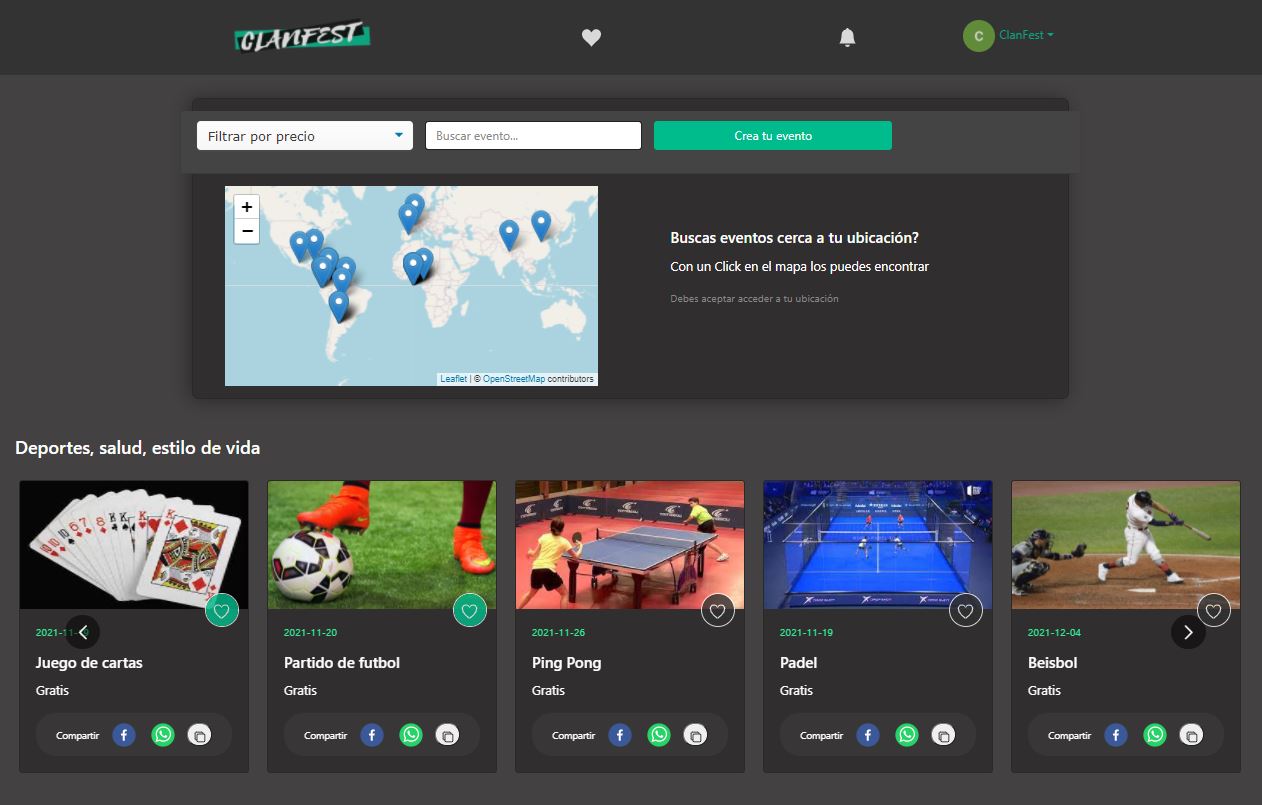 CLANFEST
C ClanFest
Filtrar por precio
Buscar evento...
Crea tu evento
+
−
Buscas eventos cerca a tu ubicación?
Con un Click en el mapa los puedes encontrar
Debes aceptar acceder a tu ubicación
Leaflet | © OpenStreetMap contributors
Deportes, salud, estilo de vida
2021-11-
Juego de cartas
Gratis
Compartir
2021-11-20
Partido de futbol
Gratis
Compartir
2021-11-26
Ping Pong
Gratis
Compartir
2021-11-19
Padel
Gratis
Compartir
2021-12-04
Beisbol
Gratis
Compartir